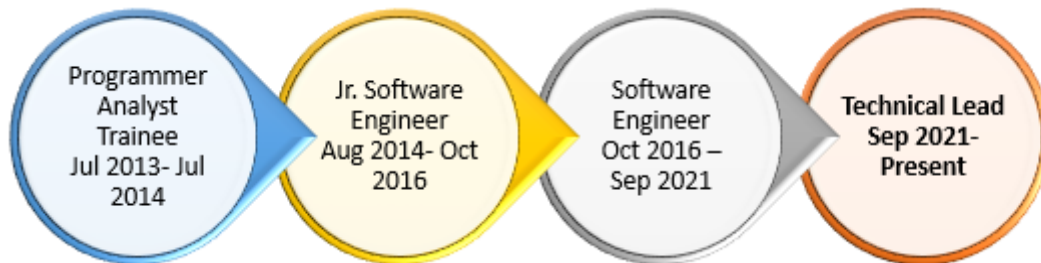 Programmer
Analyst
Trainee
Jul 2013- Jul
2014
Jr. Software
Engineer
Aug 2014- Oct
2016
Software
Engineer
Oct 2016 –
Sep 2021
Technical Lead
Sep 2021-
Present